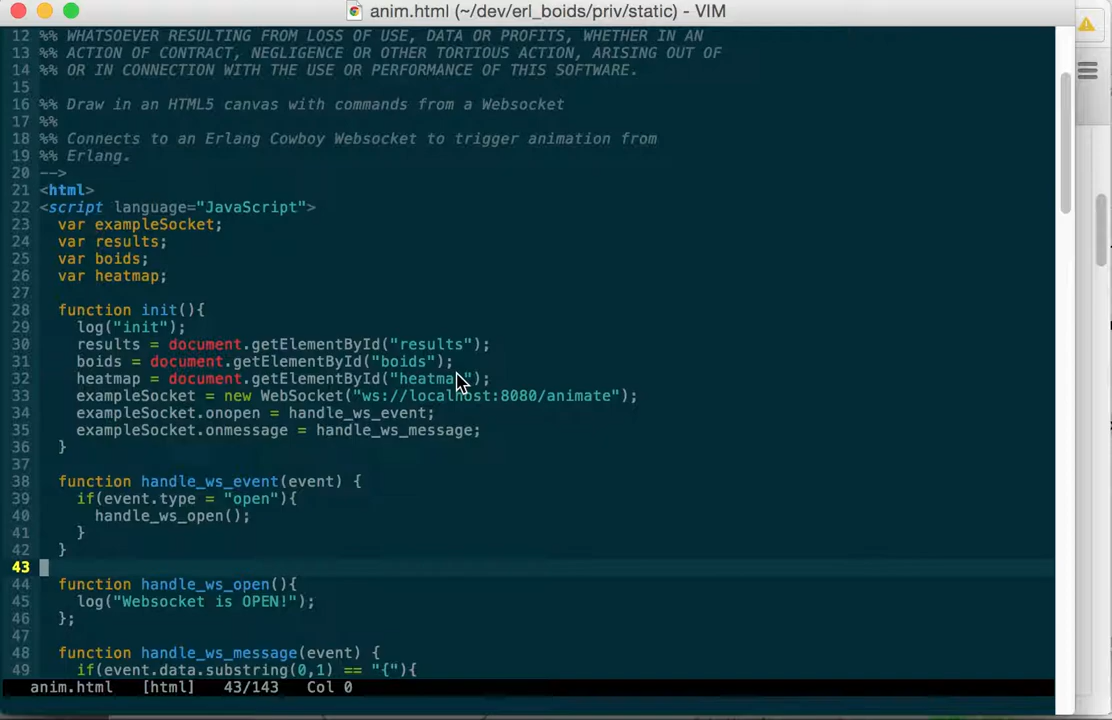 anim.html (~/dev/erl_boids/priv/static) - VIM
12 %% WHATSOEVER RESULTING FROM LOSS OF USE, DATA OR PROFITS, WHETHER IN AN
13 %% ACTION OF CONTRACT, NEGLIGENCE OR OTHER TORTIOUS ACTION, ARISING OUT OF
14 %% OR IN CONNECTION WITH THE USE OR PERFORMANCE OF THIS SOFTWARE.
15
16 %% Draw in an HTML5 canvas with commands from a Websocket
17 %%
18 %% Connects to an Erlang Cowboy Websocket to trigger animation from
19 %% Erlang.
20 -->
21 <html>
22 <script language="JavaScript">
23   var exampleSocket;
24   var results;
25   var boids;
26   var heatmap;
27
28   function init(){
29     log("init");
30     results = document.getElementById("results");
31     boids = document.getElementById("boids");
32     heatmap = document.getElementById("heatmap");
33     exampleSocket = new WebSocket("ws://localhost:8080/animate");
34     exampleSocket.onopen = handle_ws_event;
35     exampleSocket.onmessage = handle_ws_message;
36   }
37
38   function handle_ws_event(event) {
39     if(event.type = "open"){
40       handle_ws_open();
41     }
42   }
43
44   function handle_ws_open(){
45     log("Websocket is OPEN!");
46   };
47
48   function handle_ws_message(event) {
49     if(event.data.substring(0,1) == "{"){
anim.html [html] 43/143 Col 0